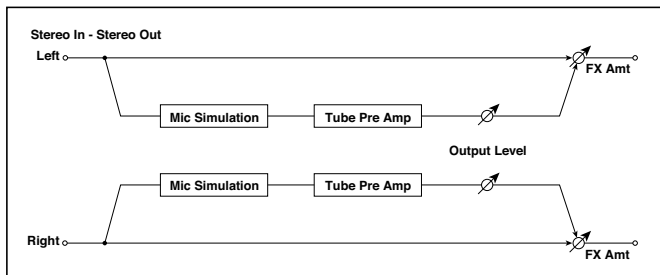 Stereo In - Stereo Out
Left
FX Amt
Mic Simulation Tube Pre Amp
Output Level
Mic Simulation Tube Pre Amp
Right
FX Amt